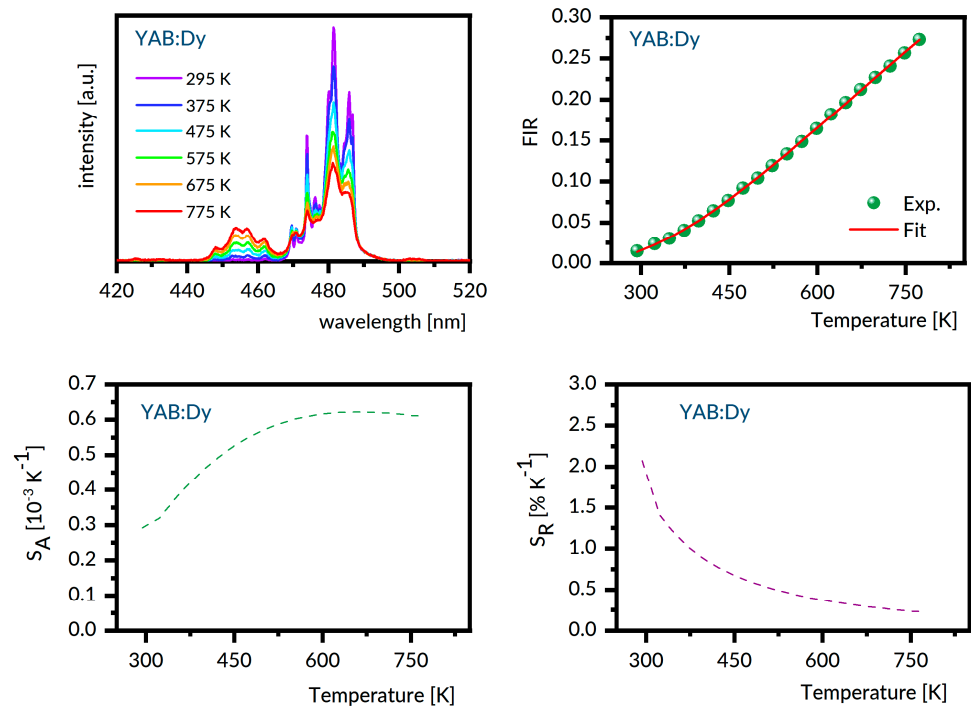 YAB:Dy
295 K
375 K
475 K
575 K
675 K
775 K
intensity [a.u.]
420 440 460 480 500 520
wavelength [nm]
YAB:Dy
0.30
0.25
0.20
0.15
0.10
0.05
0.00
FIR
Exp.
Fit
300 450 600 750
Temperature [K]
YAB:Dy
0.7
0.6
0.5
0.4
0.3
0.2
0.1
0.0
S_A [10^-3 K^-1]
300 450 600 750
Temperature [K]
YAB:Dy
3.0
2.5
2.0
1.5
1.0
0.5
0.0
S_R [% K^-1]
300 450 600 750
Temperature [K]